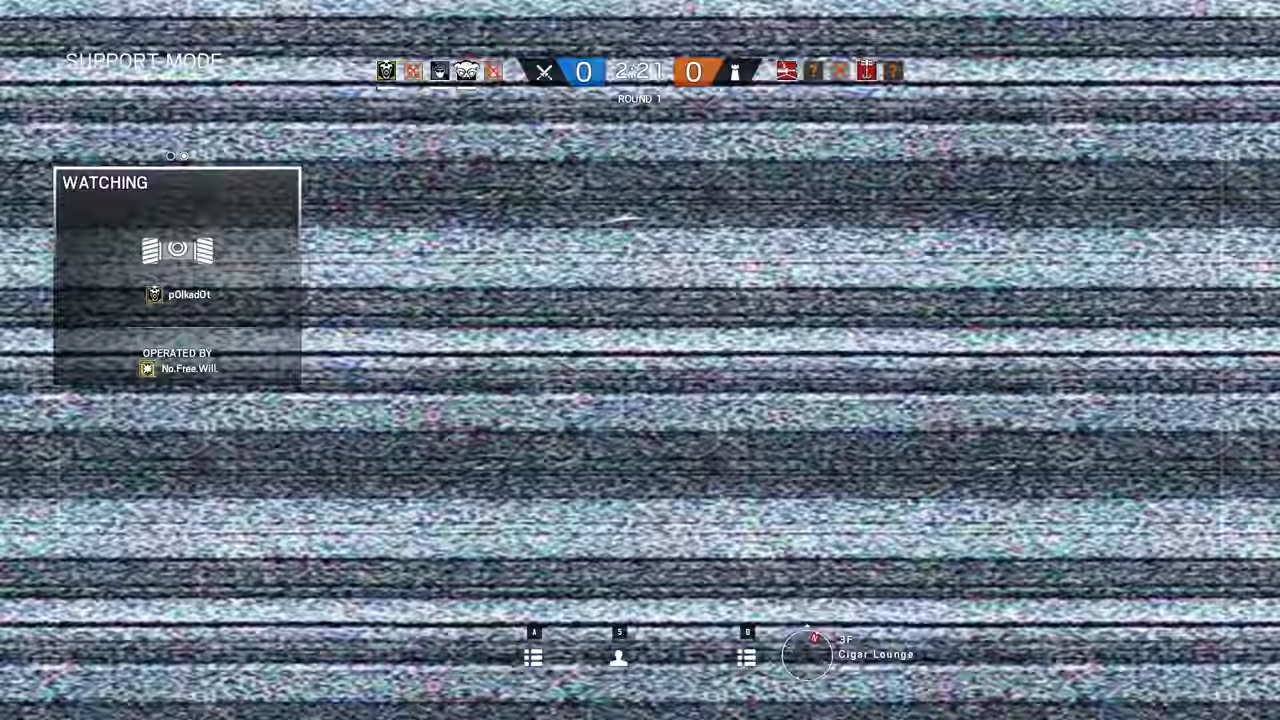 SUPPORT MODE
0 2:21 0
ROUND 1
? ?
WATCHING
p0lkad0t
OPERATED BY
No.Free.Will.
A S D
N 3F
Cigar Lounge